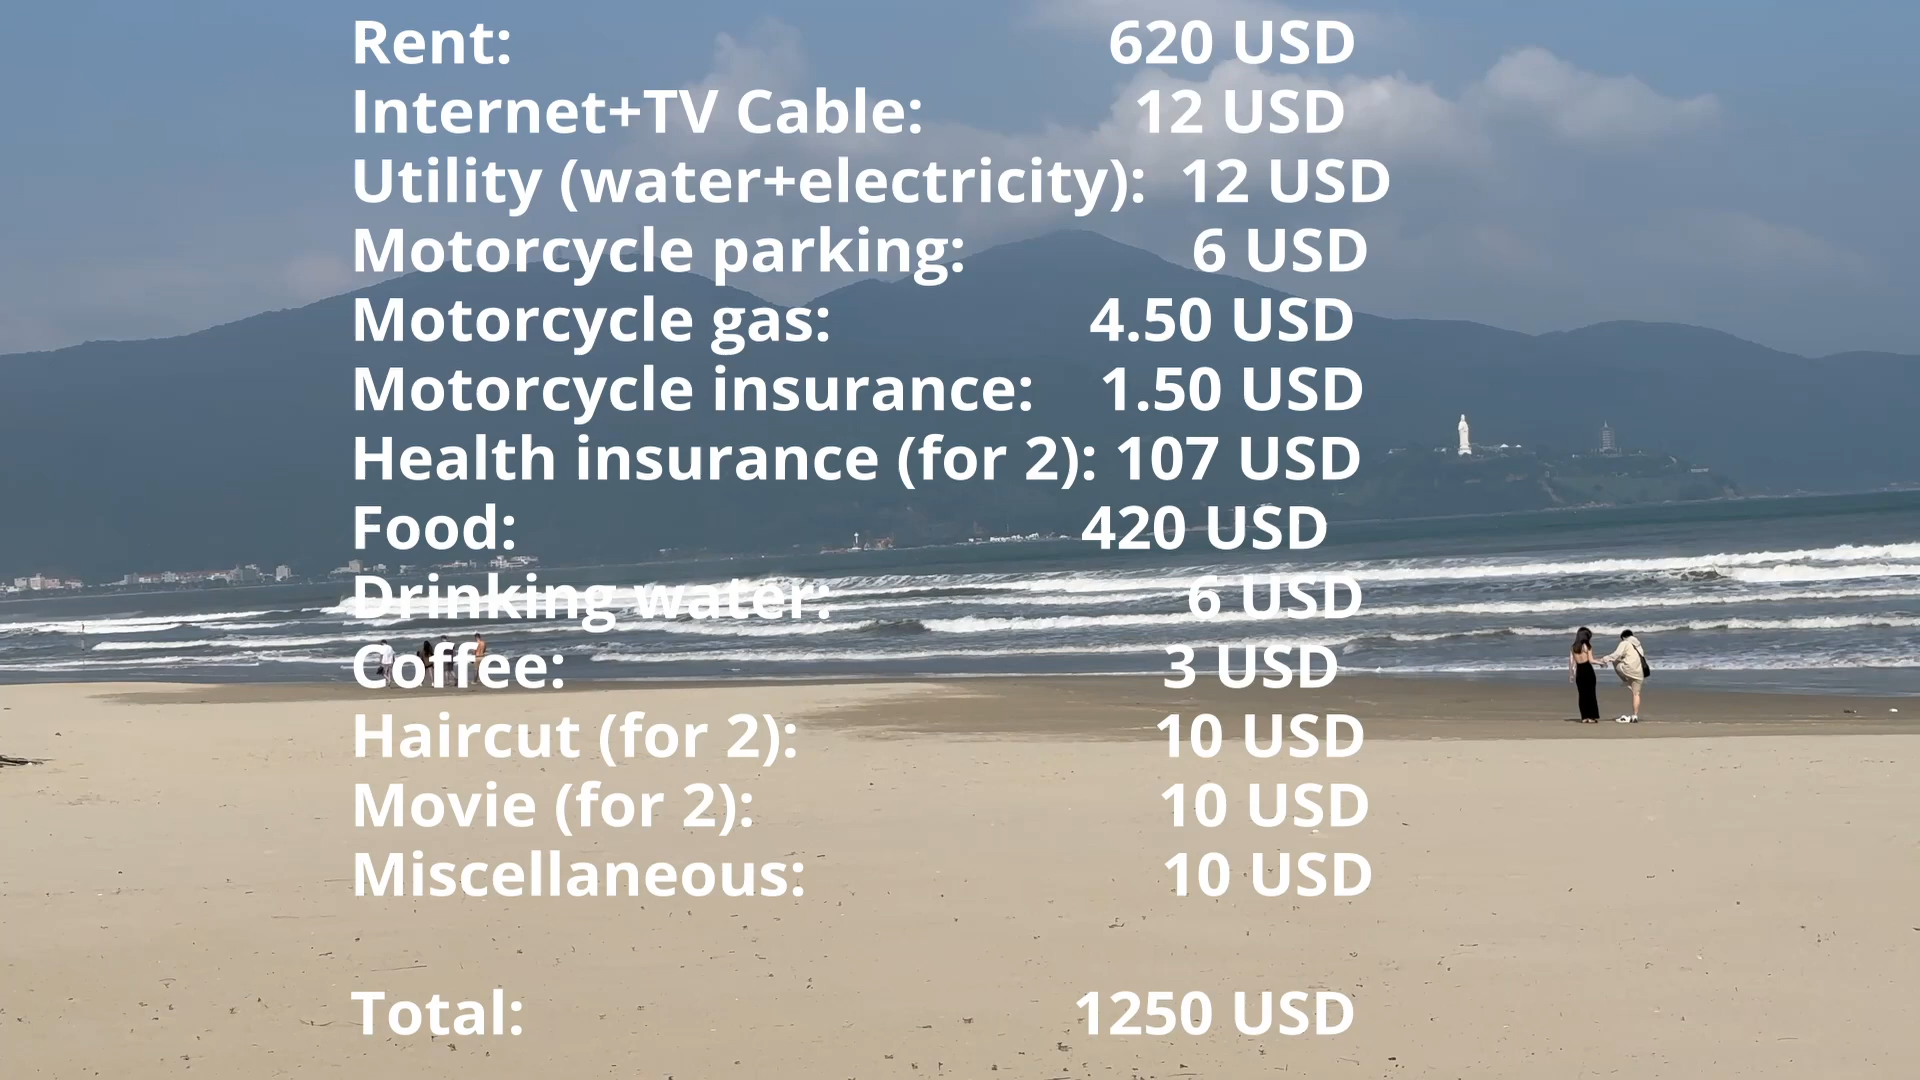 Rent: 620 USD
Internet+TV Cable: 12 USD
Utility (water+electricity): 12 USD
Motorcycle parking: 6 USD
Motorcycle gas: 4.50 USD
Motorcycle insurance: 1.50 USD
Health insurance (for 2): 107 USD
Food: 420 USD
Drinking water: 6 USD
Coffee: 3 USD
Haircut (for 2): 10 USD
Movie (for 2): 10 USD
Miscellaneous: 10 USD
Total: 1250 USD